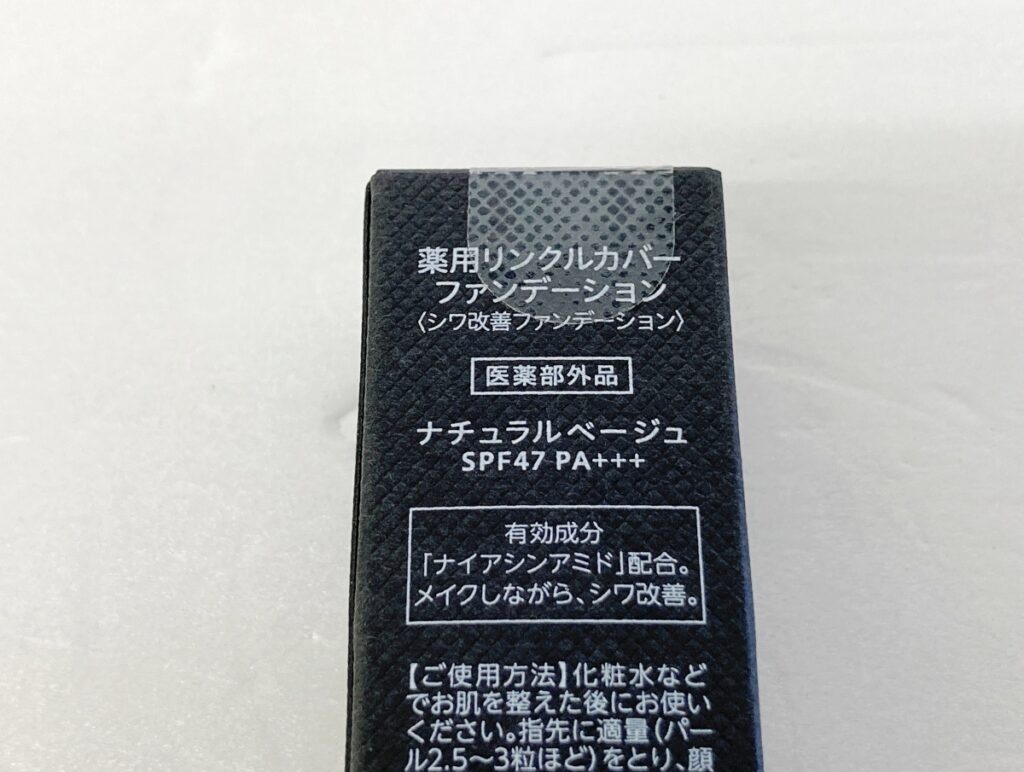 薬用リンクルカバー
ファンデーション
〈シワ改善ファンデーション〉
医薬部外品
ナチュラルベージュ
SPF47 PA+++
有効成分
「ナイアシンアミド」配合。
メイクしながら、シワ改善。
【ご使用方法】化粧水など
でお肌を整えた後にお使い
ください。指先に適量(パー
ル2.5~3粒ほど)をとり、顔